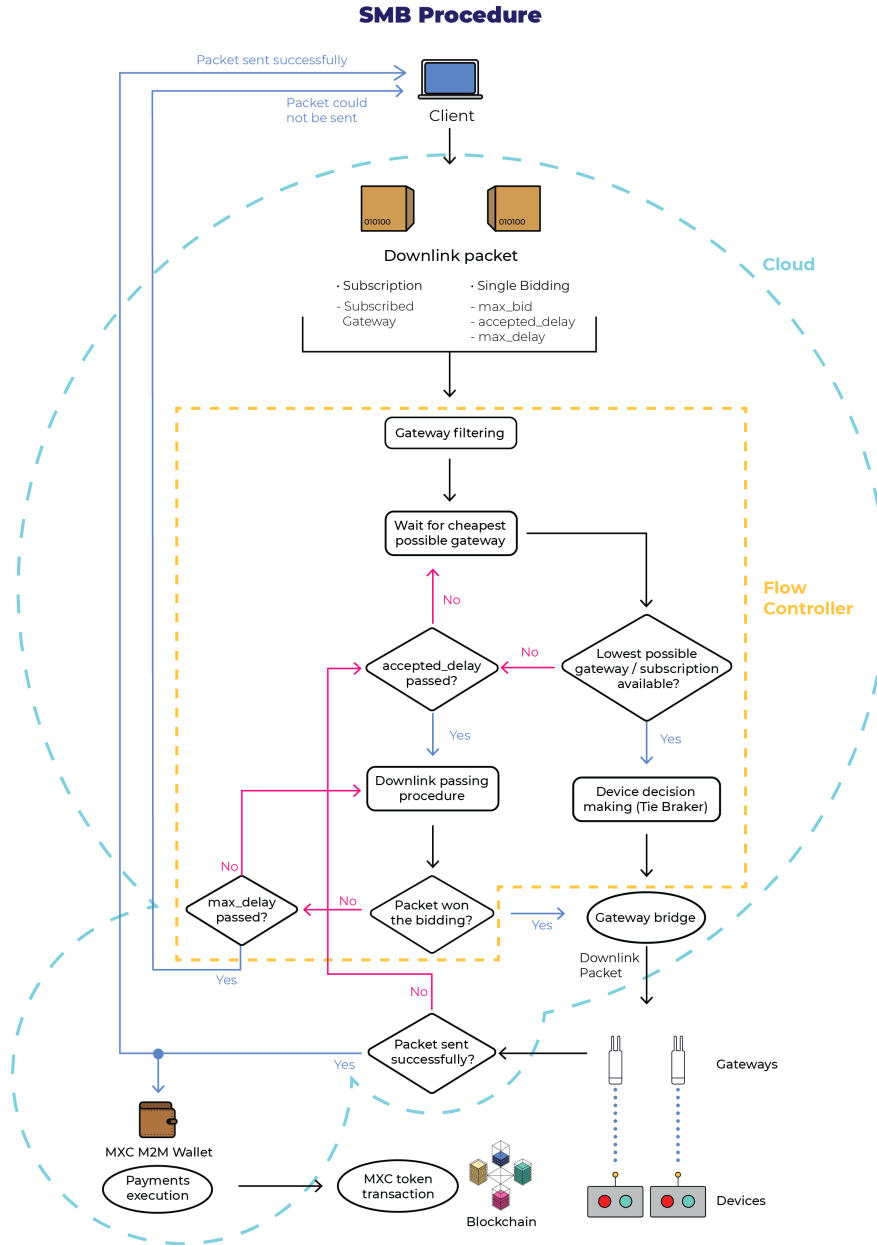 SMB Procedure
Packet sent successfully
Packet could
not be sent
Client
010100
010100
Downlink packet
· Subscription
- Subscribed
Gateway
· Single Bidding
- max_bid
- accepted_delay
- max_delay
Cloud
Gateway filtering
Wait for cheapest
possible gateway
Flow
Controller
No
accepted_delay
passed?
No
Lowest possible
gateway / subscription
available?
Yes
Yes
Downlink passing
procedure
Device decision
making (Tie Braker)
No
max_delay
passed?
No
Packet won
the bidding?
Yes
Gateway bridge
Yes
Downlink
Packet
No
Packet sent
successfully?
Yes
Gateways
MXC M2M Wallet
Payments
execution
MXC token
transaction
Blockchain
Devices